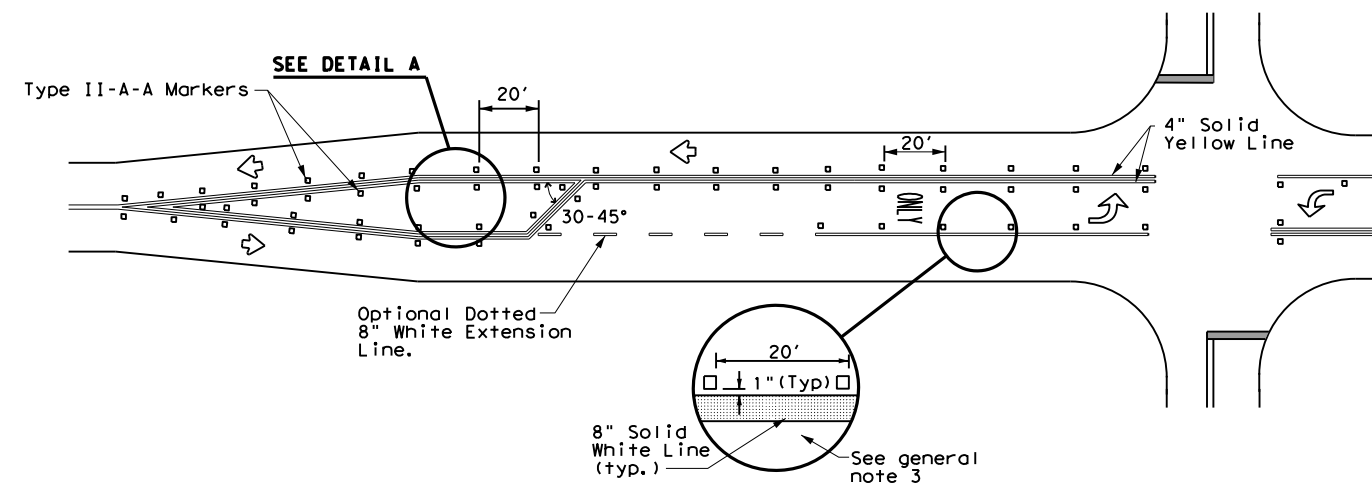 SEE DETAIL A
Type II-A-A Markers
20'
20'
4" Solid
Yellow Line
ONLY
30-45°
Optional Dotted
8" White Extension
Line.
20'
1"(Typ)
8" Solid
White Line
(typ.)
See general
note 3